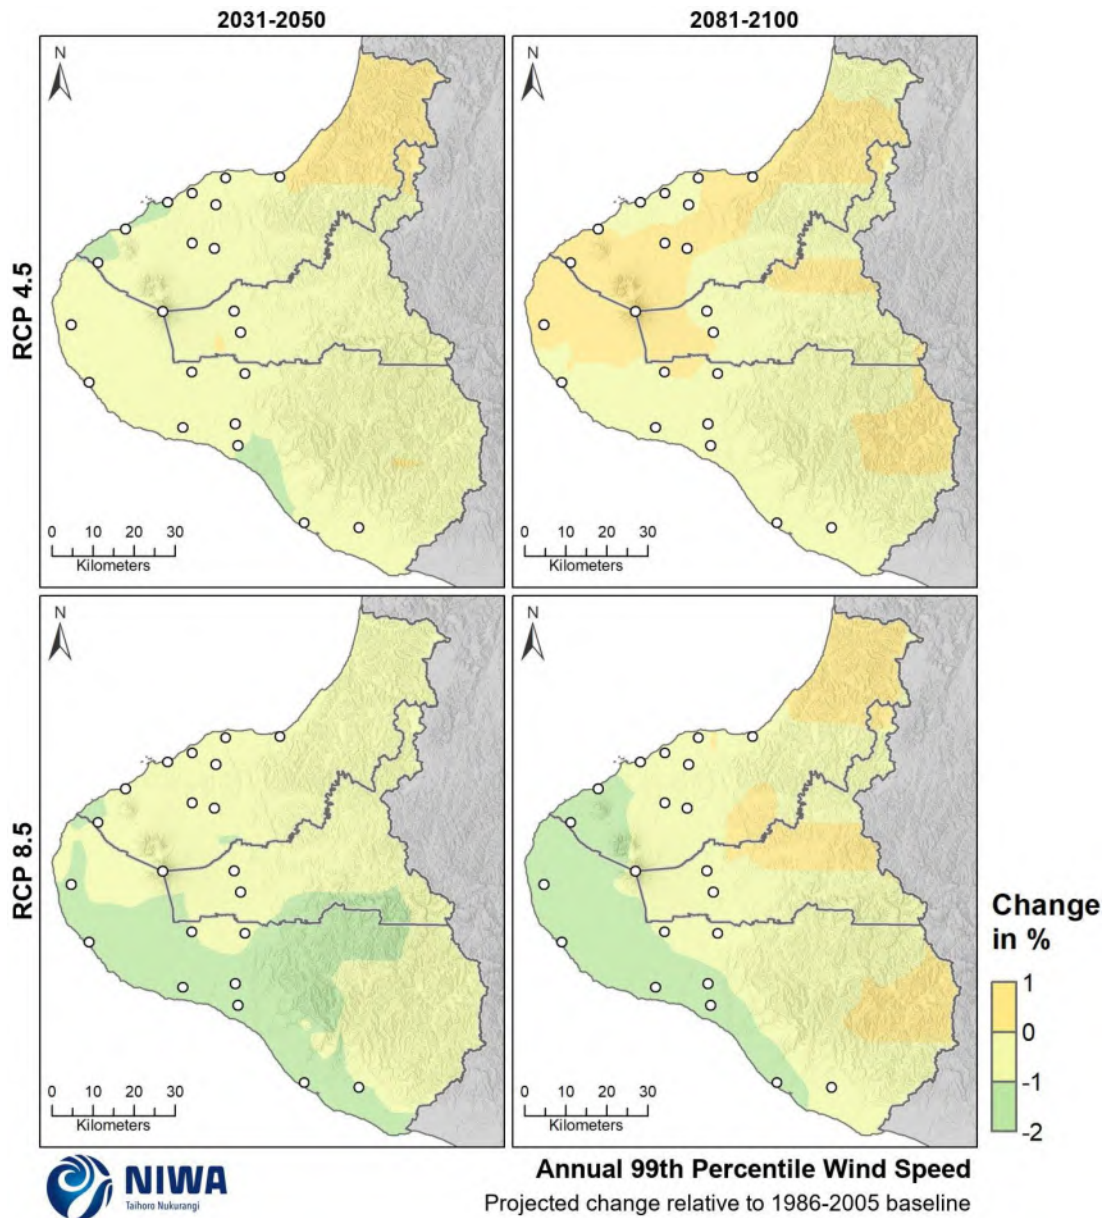 2031-2050 2081-2100
RCP 4.5
N
0 10 20 30
Kilometers
N
0 10 20 30
Kilometers
RCP 8.5
N
0 10 20 30
Kilometers
N
0 10 20 30
Kilometers
Change
in %
1
0
-1
-2
NIWA
Taihoro Nukurangi
Annual 99th Percentile Wind Speed
Projected change relative to 1986-2005 baseline